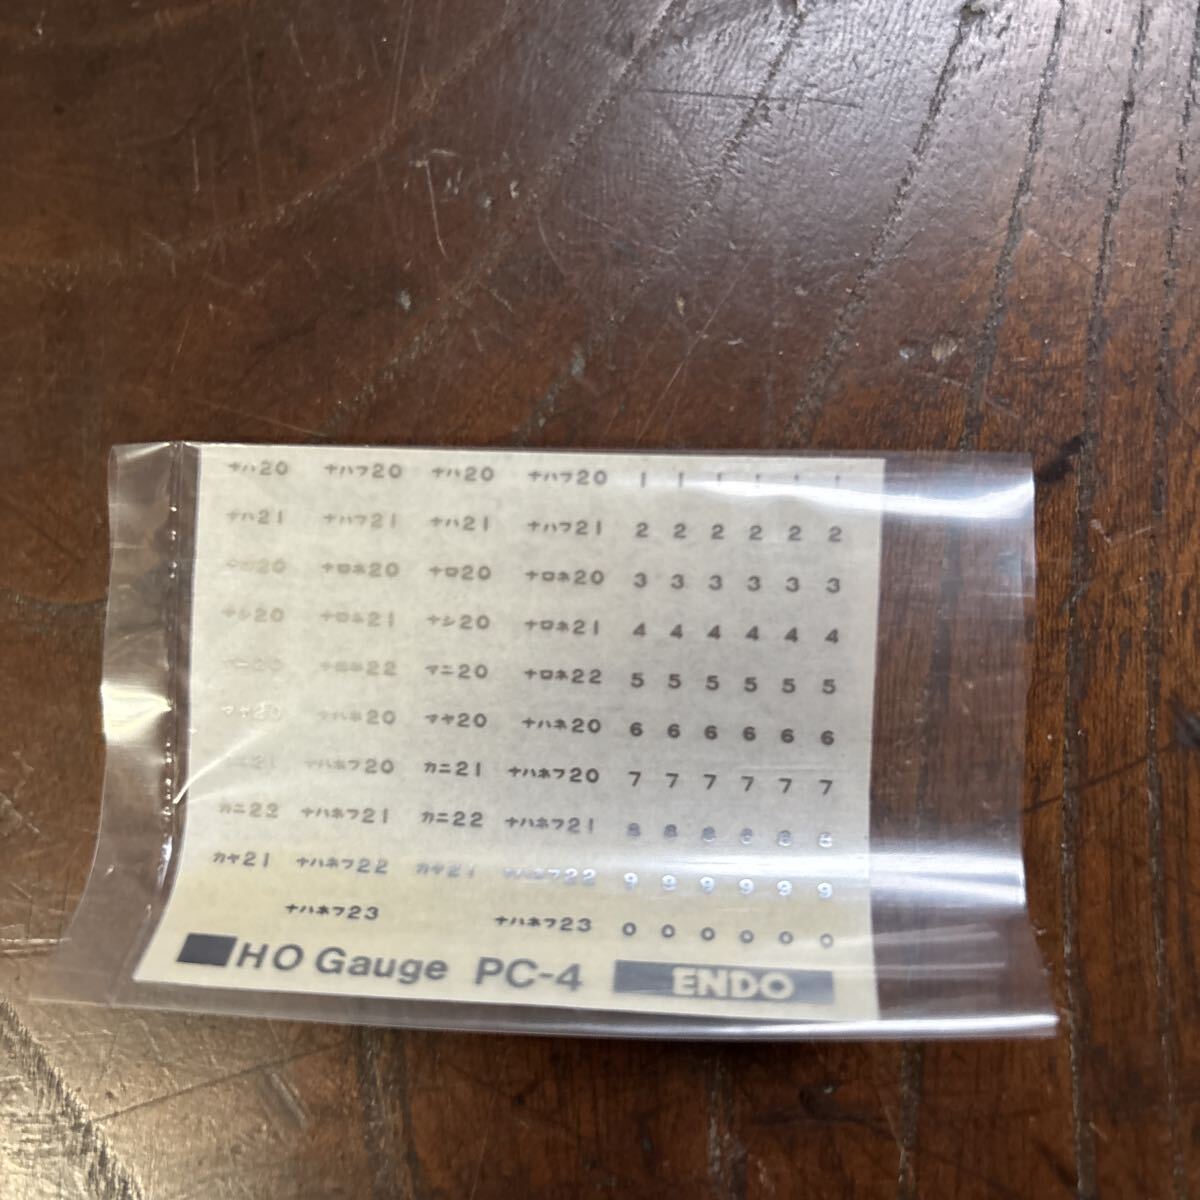 ナハ20 ナハフ20 ナハ20 ナハフ20 1 1 1 1 1 1
ナハ21 ナハフ21 ナハ21 ナハフ21 2 2 2 2 2 2
ナロ20 ナロネ20 ナロ20 ナロネ20 3 3 3 3 3 3
ナシ20 ナロネ21 ナシ20 ナロネ21 4 4 4 4 4 4
マニ20 ナロネ22 マニ20 ナロネ22 5 5 5 5 5 5
マヤ20 ナハネ20 マヤ20 ナハネ20 6 6 6 6 6 6
21 ナハネフ20 カニ21 ナハネフ20 7 7 7 7 7 7
カニ22 ナハネフ21 カニ22 ナハネフ21 8 8 8 8 8 8
カヤ21 ナハネフ22 カヤ21 ナハネフ22 9 9 9 9 9 9
ナハネフ23 ナハネフ23 0 0 0 0 0 0
HO Gauge PC-4 ENDO